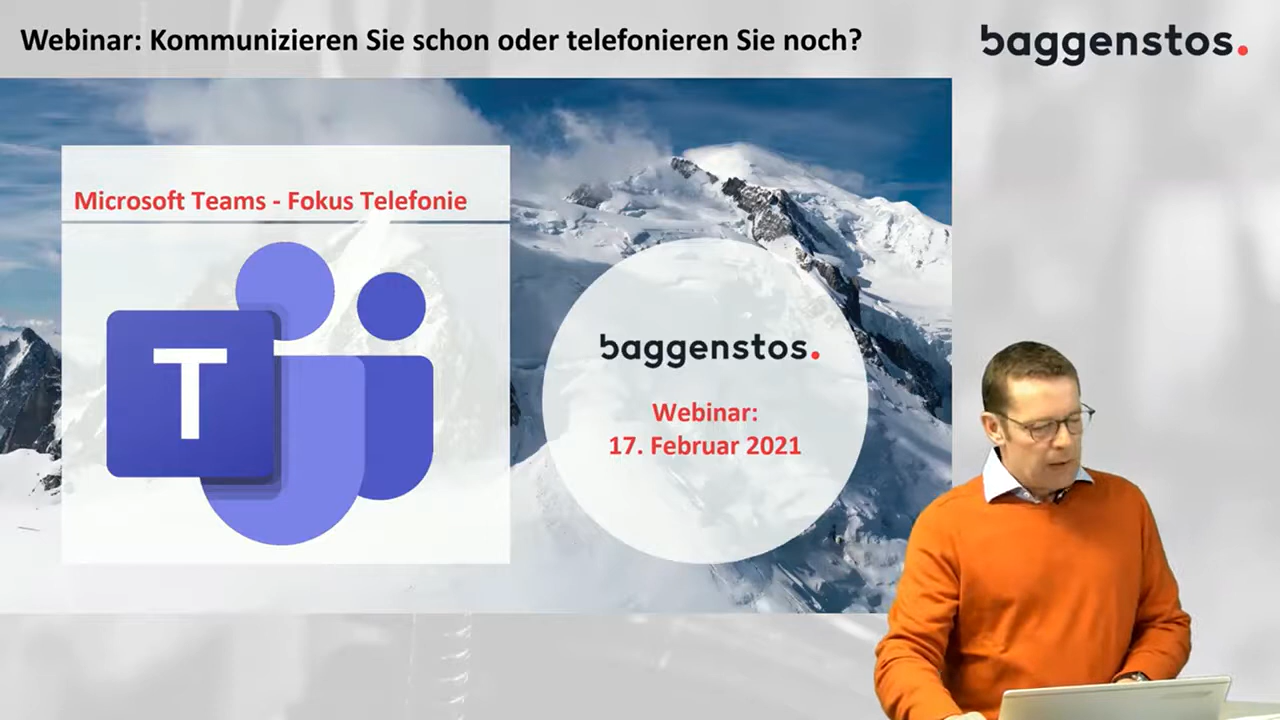 Webinar: Kommunizieren Sie schon oder telefonieren Sie noch?
baggenstos.
Microsoft Teams - Fokus Telefonie
T
baggenstos.
Webinar:
17. Februar 2021